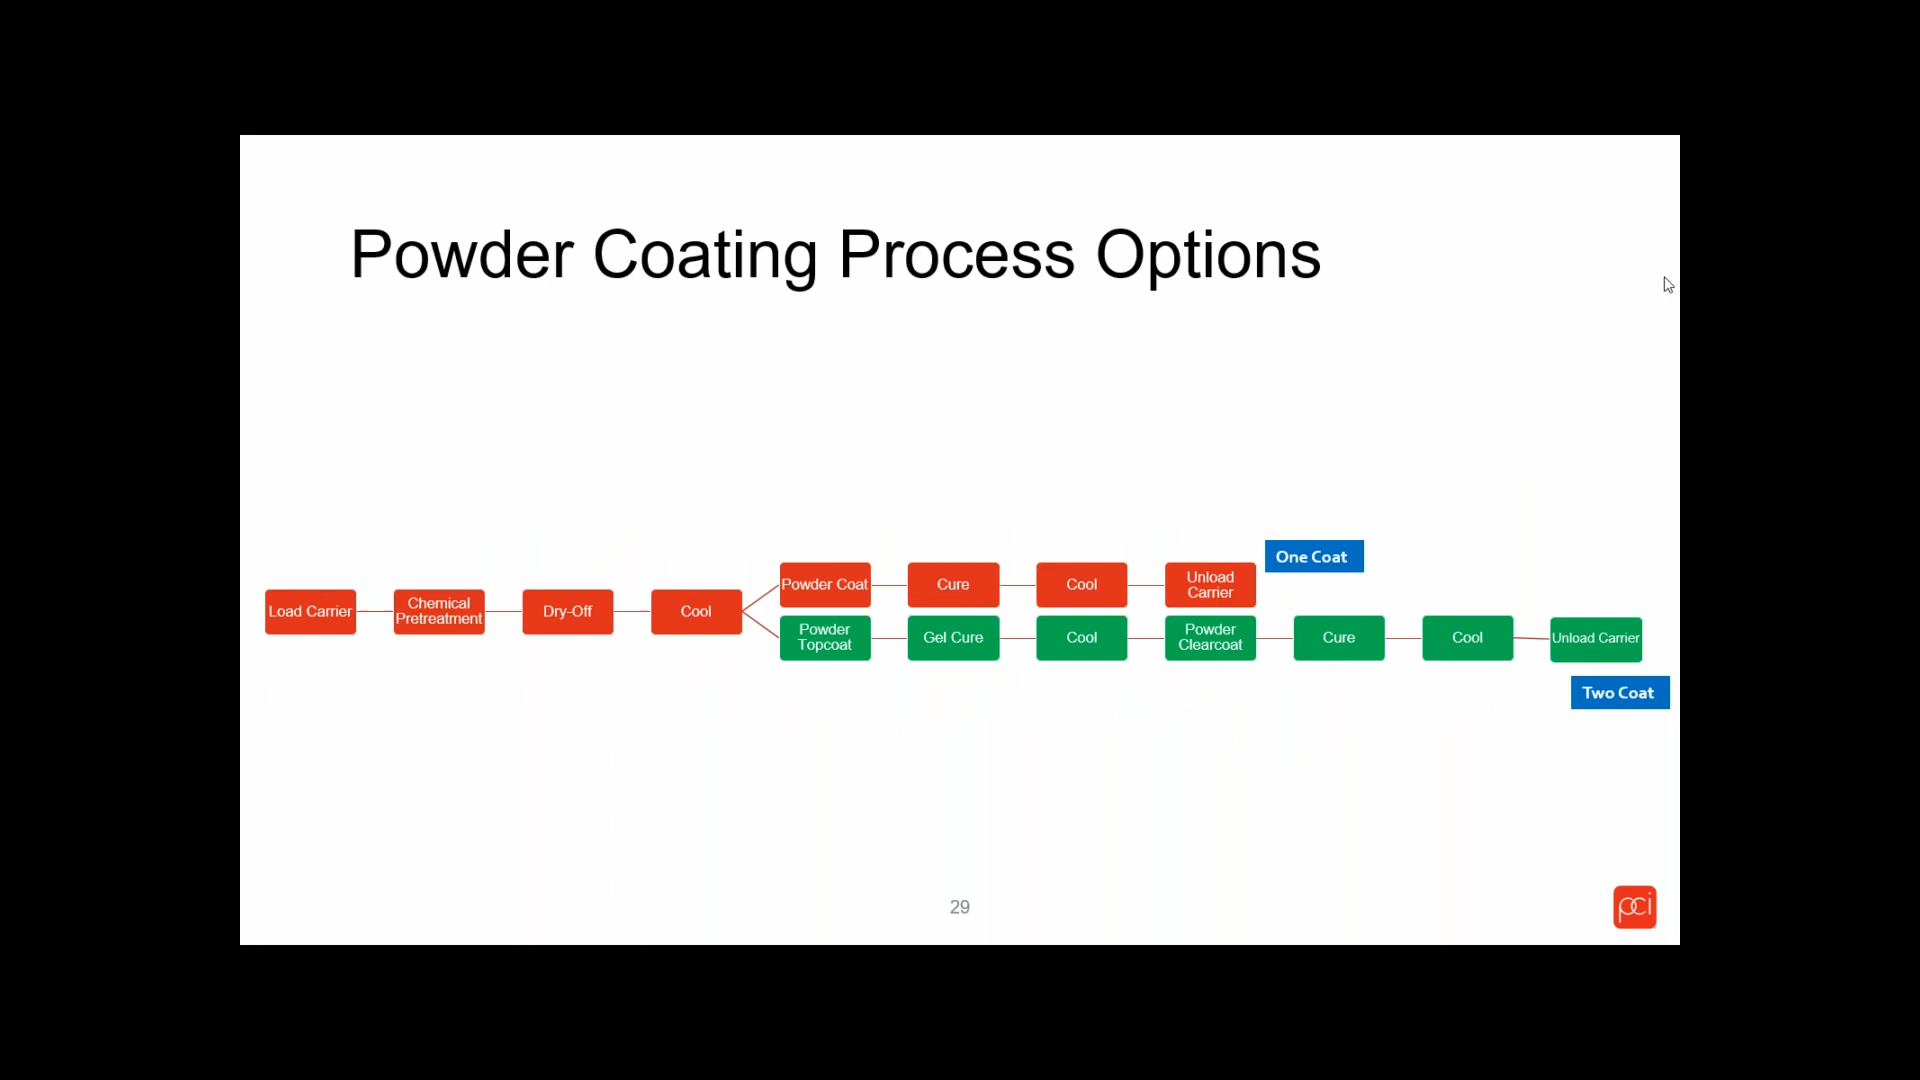 Powder Coating Process Options
One Coat
Load Carrier
Chemical
Pretreatment
Dry-Off
Cool
Powder Coat
Cure
Cool
Unload
Carrier
Powder
Topcoat
Gel Cure
Cool
Powder
Clearcoat
Cure
Cool
Unload Carrier
Two Coat
29
pci